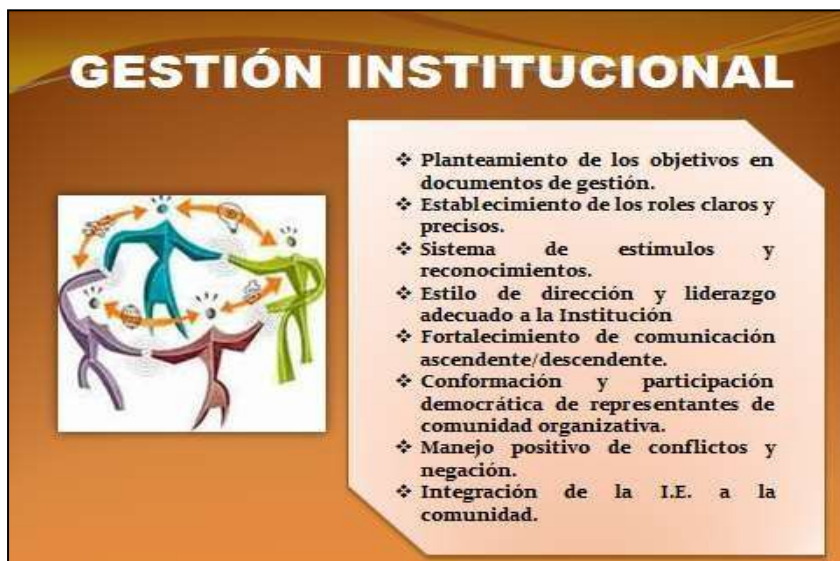 GESTIÓN INSTITUCIONAL
❖ Planteamiento de los objetivos en
documentos de gestión.
❖ Establecimiento de los roles claros y
precisos.
❖ Sistema de estímulos y
reconocimientos.
❖ Estilo de dirección y liderazgo
adecuado a la Institución
❖ Fortalecimiento de comunicación
ascendente/descendente.
❖ Conformación y participación
democrática de representantes de
comunidad organizativa.
❖ Manejo positivo de conflictos y
negación.
❖ Integración de la I.E. a la
comunidad.